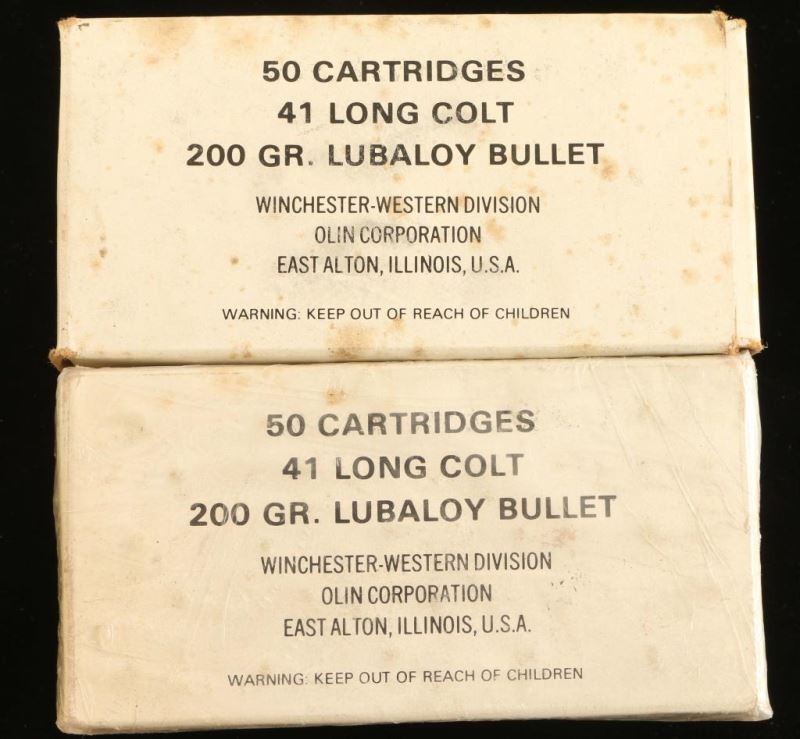 50 CARTRIDGES
41 LONG COLT
200 GR. LUBALOY BULLET
WINCHESTER-WESTERN DIVISION
OLIN CORPORATION
EAST ALTON, ILLINOIS, U.S.A.
WARNING: KEEP OUT OF REACH OF CHILDREN
50 CARTRIDGES
41 LONG COLT
200 GR. LUBALOY BULLET
WINCHESTER-WESTERN DIVISION
OLIN CORPORATION
EAST ALTON, ILLINOIS, U.S.A.
WARNING: KEEP OUT OF REACH OF CHILDREN